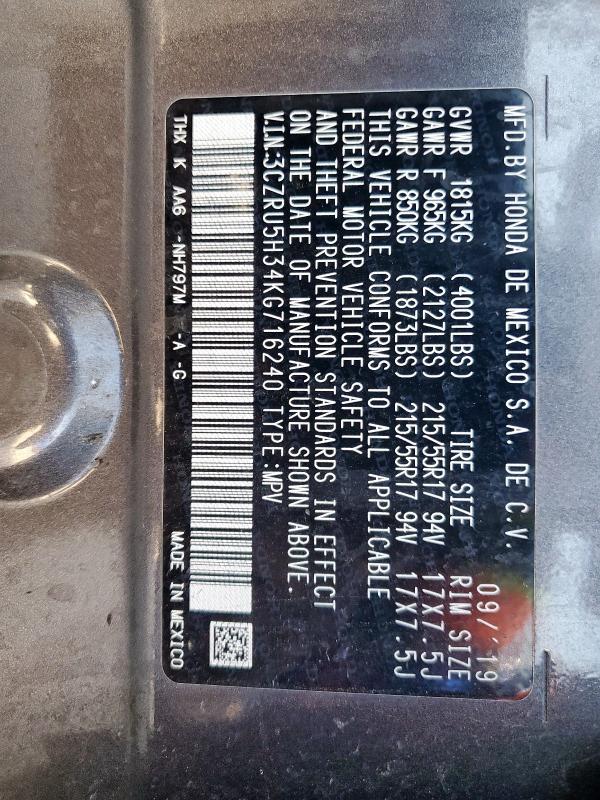 MFD.BY HONDA DE MEXICO S.A. DE C.V.
09/'19
GVWR 1815KG (4001LBS) TIRE SIZE RIM SIZE
GAWR F 965KG (2127LBS) 215/55R17 94V 17X7.5J
GAWR R 850KG (1873LBS) 215/55R17 94V 17X7.5J
THIS VEHICLE CONFORMS TO ALL APPLICABLE
FEDERAL MOTOR VEHICLE SAFETY
AND THEFT PREVENTION STANDARDS IN EFFECT
ON THE DATE OF MANUFACTURE SHOWN ABOVE.
V.I.N:3CZRU5H34KG716240 TYPE:MPV
THX K AA6 -NH797M -A -G MADE IN MEXICO